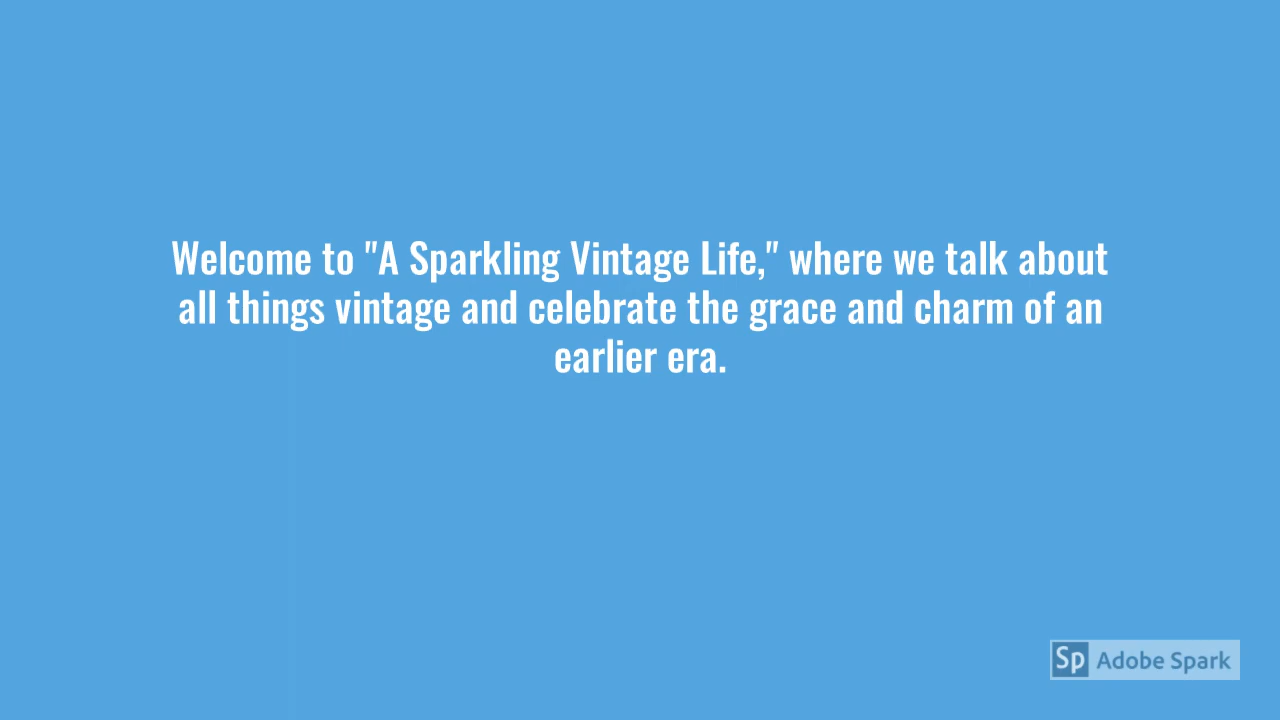 Welcome to "A Sparkling Vintage Life," where we talk about
all things vintage and celebrate the grace and charm of an
earlier era.
Sp Adobe Spark